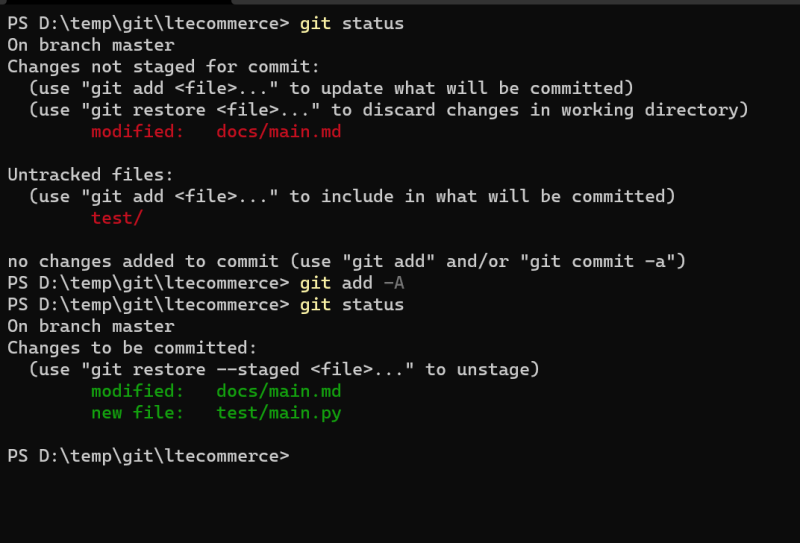 PS D:\temp\git\ltecommerce> git status
On branch master
Changes not staged for commit:
  (use "git add <file>..." to update what will be committed)
  (use "git restore <file>..." to discard changes in working directory)
        modified:   docs/main.md

Untracked files:
  (use "git add <file>..." to include in what will be committed)
        test/

no changes added to commit (use "git add" and/or "git commit -a")
PS D:\temp\git\ltecommerce> git add -A
PS D:\temp\git\ltecommerce> git status
On branch master
Changes to be committed:
  (use "git restore --staged <file>..." to unstage)
        modified:   docs/main.md
        new file:   test/main.py

PS D:\temp\git\ltecommerce>